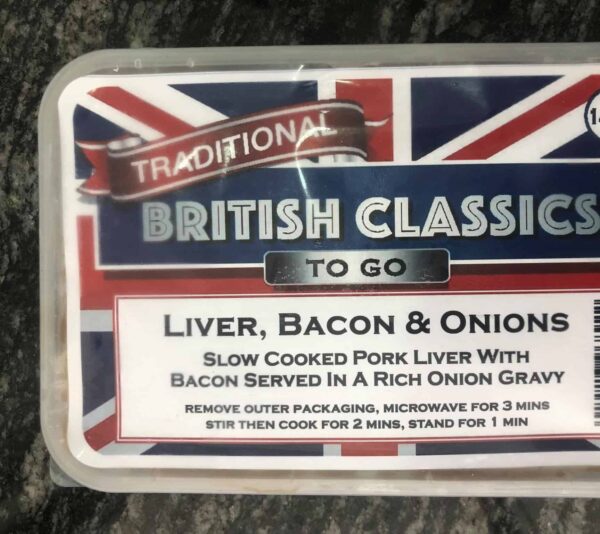 TRADITIONAL
BRITISH CLASSICS
TO GO
LIVER, BACON & ONIONS
SLOW COOKED PORK LIVER WITH
BACON SERVED IN A RICH ONION GRAVY
REMOVE OUTER PACKAGING, MICROWAVE FOR 3 MINS
STIR THEN COOK FOR 2 MINS, STAND FOR 1 MIN